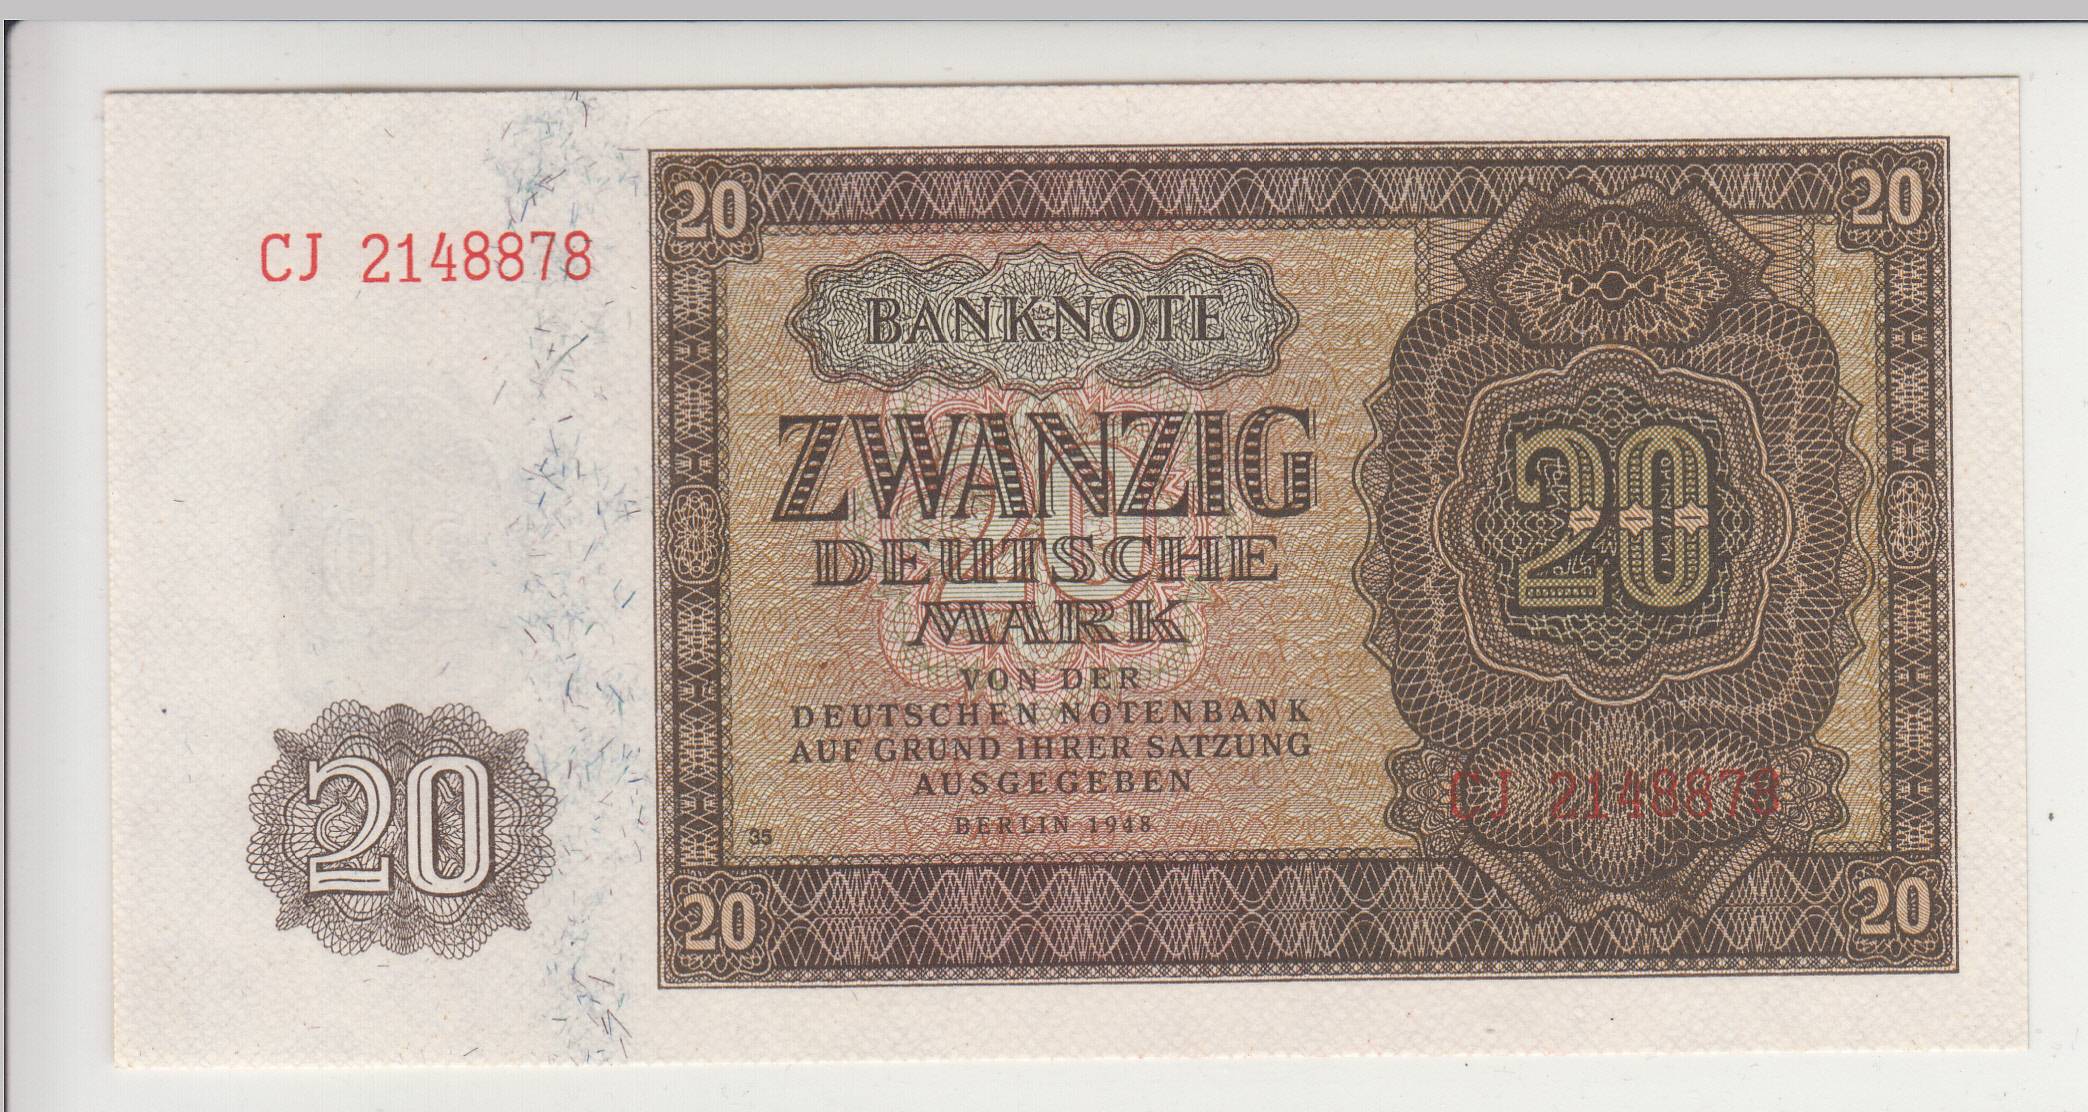 20
20
CJ 2148878
BANKNOTE
ZWANZIG
20
20
DEUTSCHE
MARK
VON DER
DEUTSCHEN NOTENBANK
AUF GRUND IHRER SATZUNG
AUSGEGEBEN
CJ 2148878
BERLIN 1948
35
20
20
20